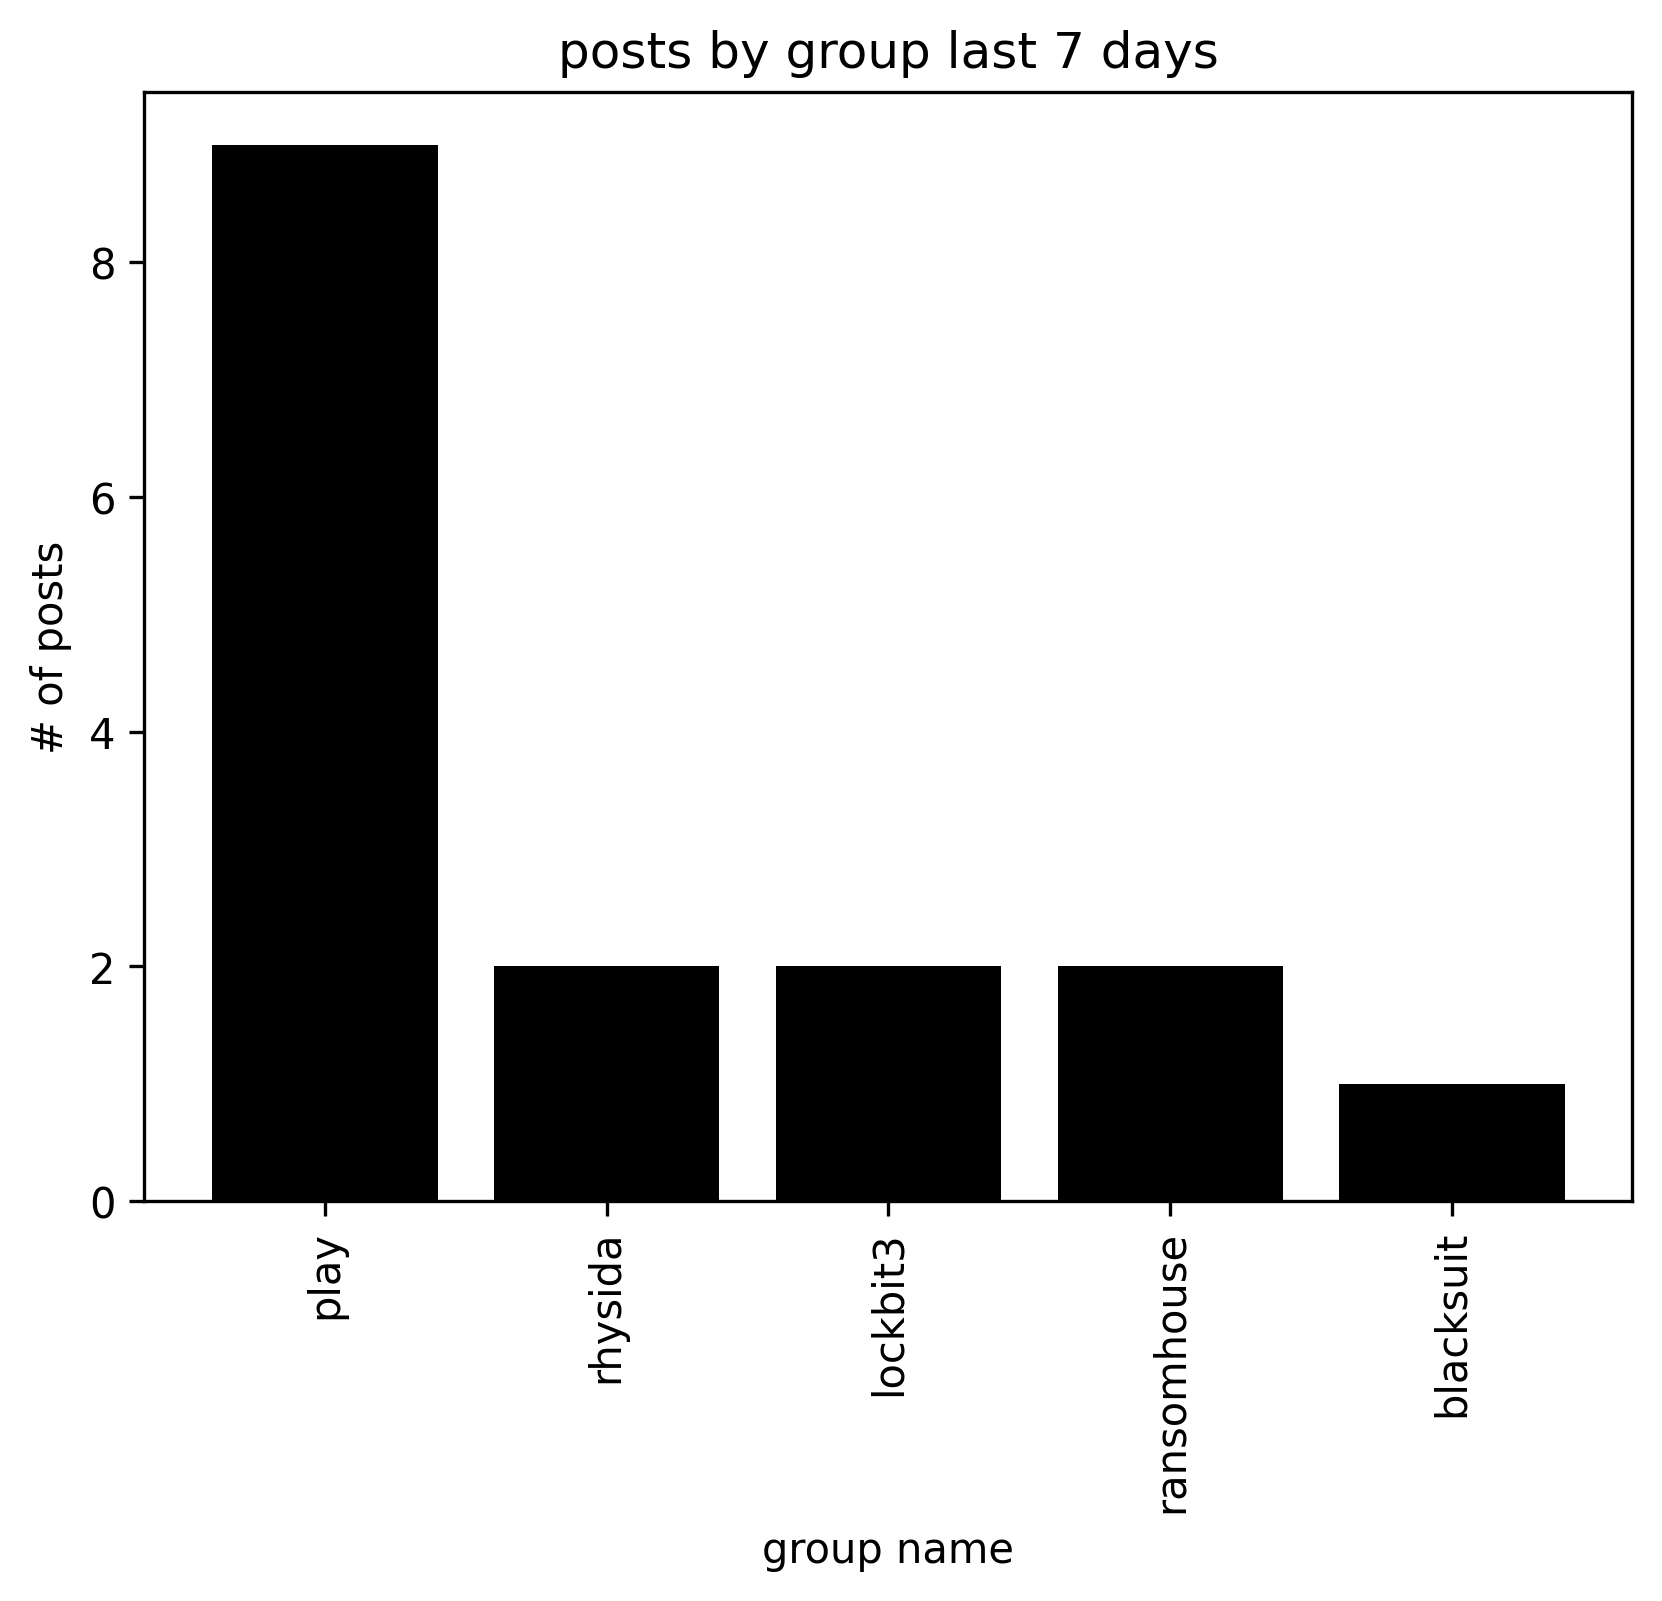 posts by group last 7 days
# of posts
8
6
4
2
0
play
rhysida
lockbit3
ransomhouse
blacksuit
group name